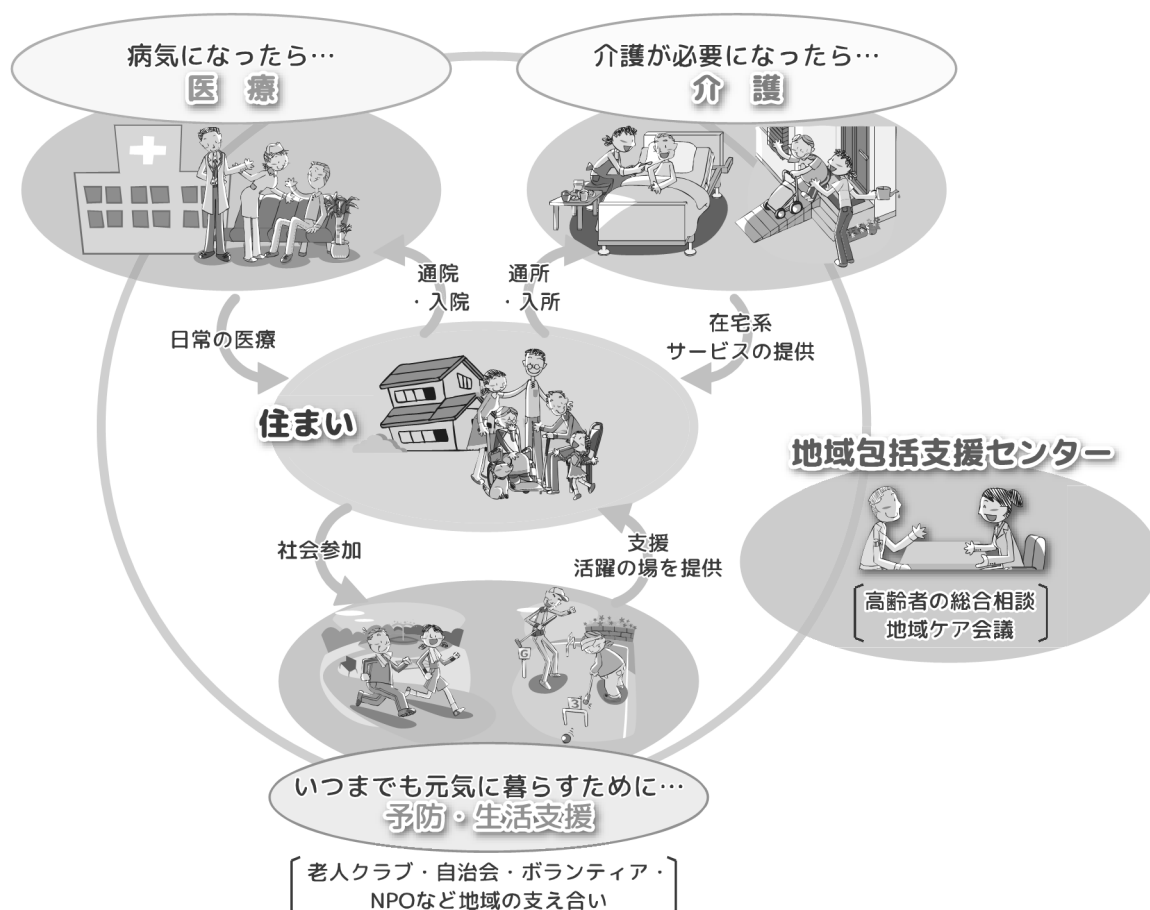 病気になったら…
医 療
介護が必要になったら…
介 護
通院
・入院
通所
・入所
日常の医療
在宅系
サービスの提供
住まい
地域包括支援センター
社会参加
支援
活躍の場を提供
高齢者の総合相談
地域ケア会議
G
3
いつまでも元気に暮らすために…
予防・生活支援
老人クラブ・自治会・ボランティア・
NPOなど地域の支え合い